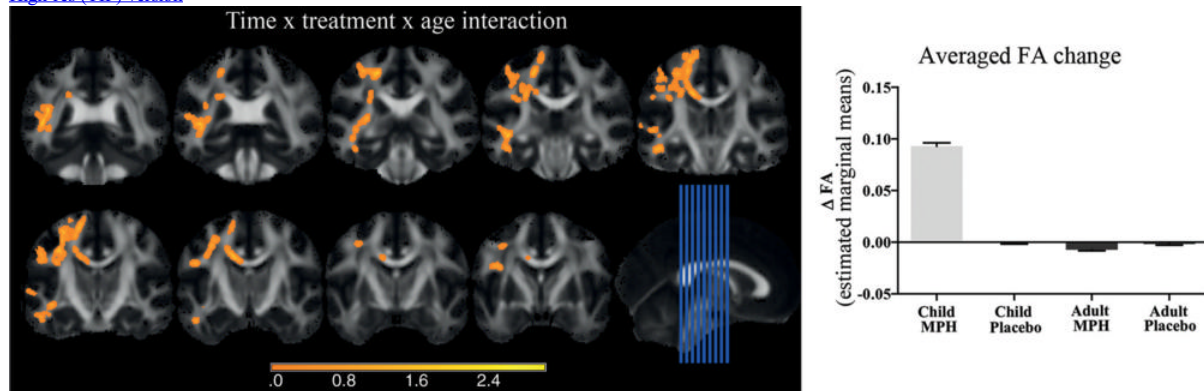 Time x treatment x age interaction
.0 0.8 1.6 2.4
Averaged FA change
Δ FA
(estimated marginal means)
0.15
0.10
0.05
0.00
-0.05
Child
MPH
Child
Placebo
Adult
MPH
Adult
Placebo